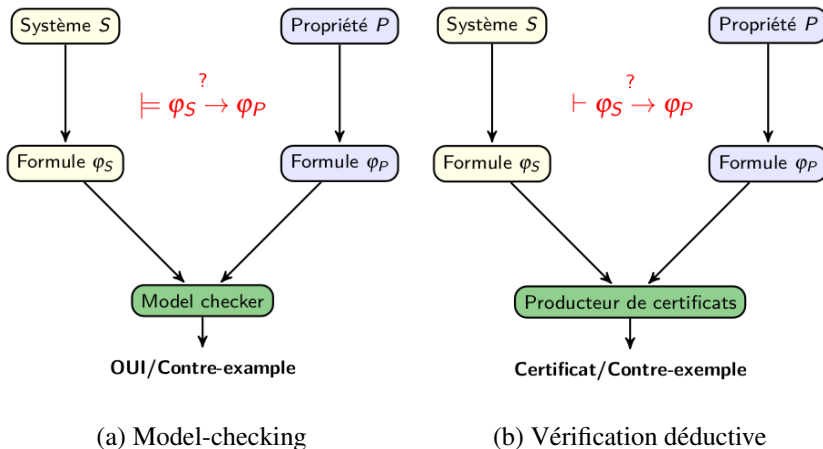 Système S
Propriété P
?
⊨ φS → φP
Formule φS
Formule φP
Model checker
OUI/Contre-example
(a) Model-checking
Système S
Propriété P
?
⊢ φS → φP
Formule φS
Formule φP
Producteur de certificats
Certificat/Contre-exemple
(b) Vérification déductive